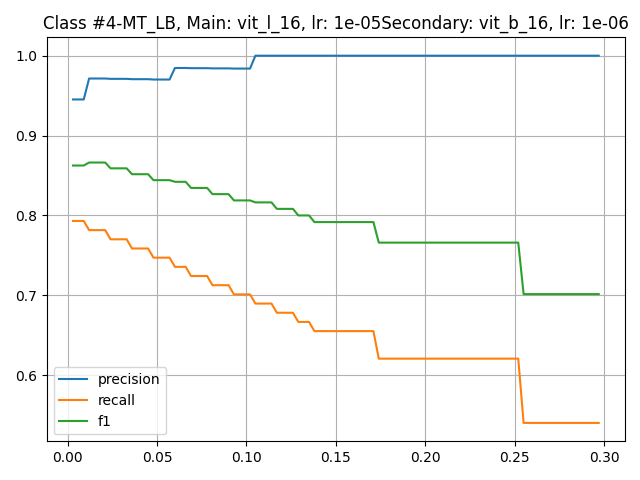 Class #4-MT_LB, Main: vit_l_16, lr: 1e-05Secondary: vit_b_16, lr: 1e-06
1.0
0.9
0.8
0.7
0.6
precision
recall
f1
0.00 0.05 0.10 0.15 0.20 0.25 0.30